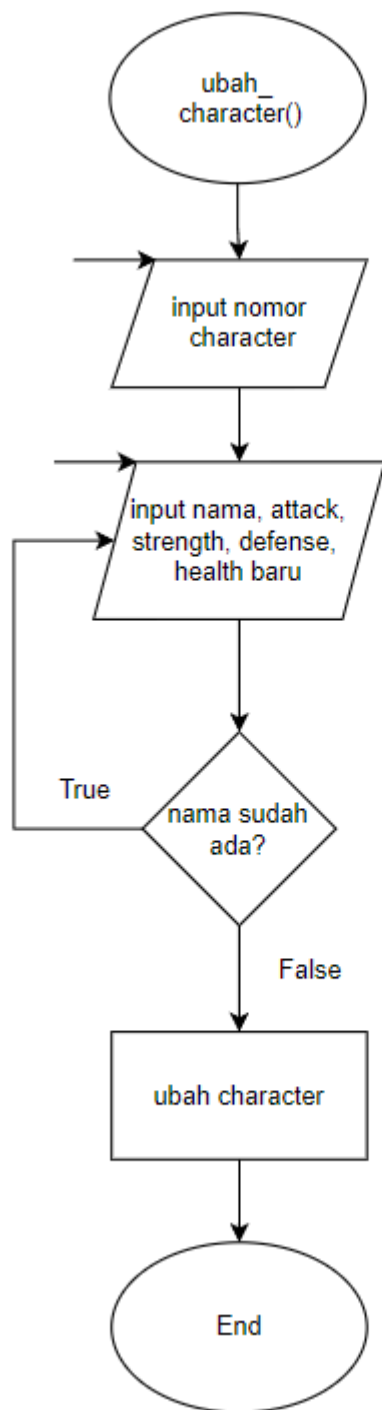 ubah_
character()
input nomor
character
input nama, attack,
strength, defense,
health baru
True
nama sudah
ada?
False
ubah character
End